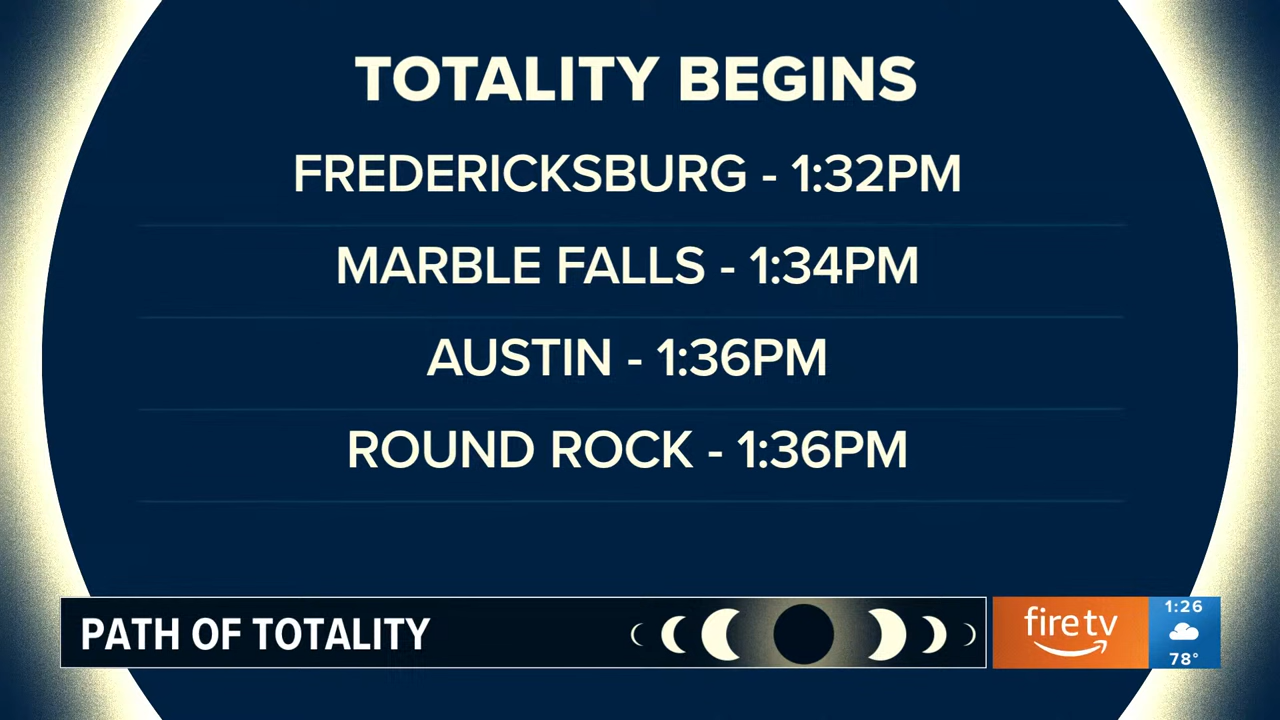 TOTALITY BEGINS
FREDERICKSBURG - 1:32PM
MARBLE FALLS - 1:34PM
AUSTIN - 1:36PM
ROUND ROCK - 1:36PM
PATH OF TOTALITY
fire tv
1:26
78°